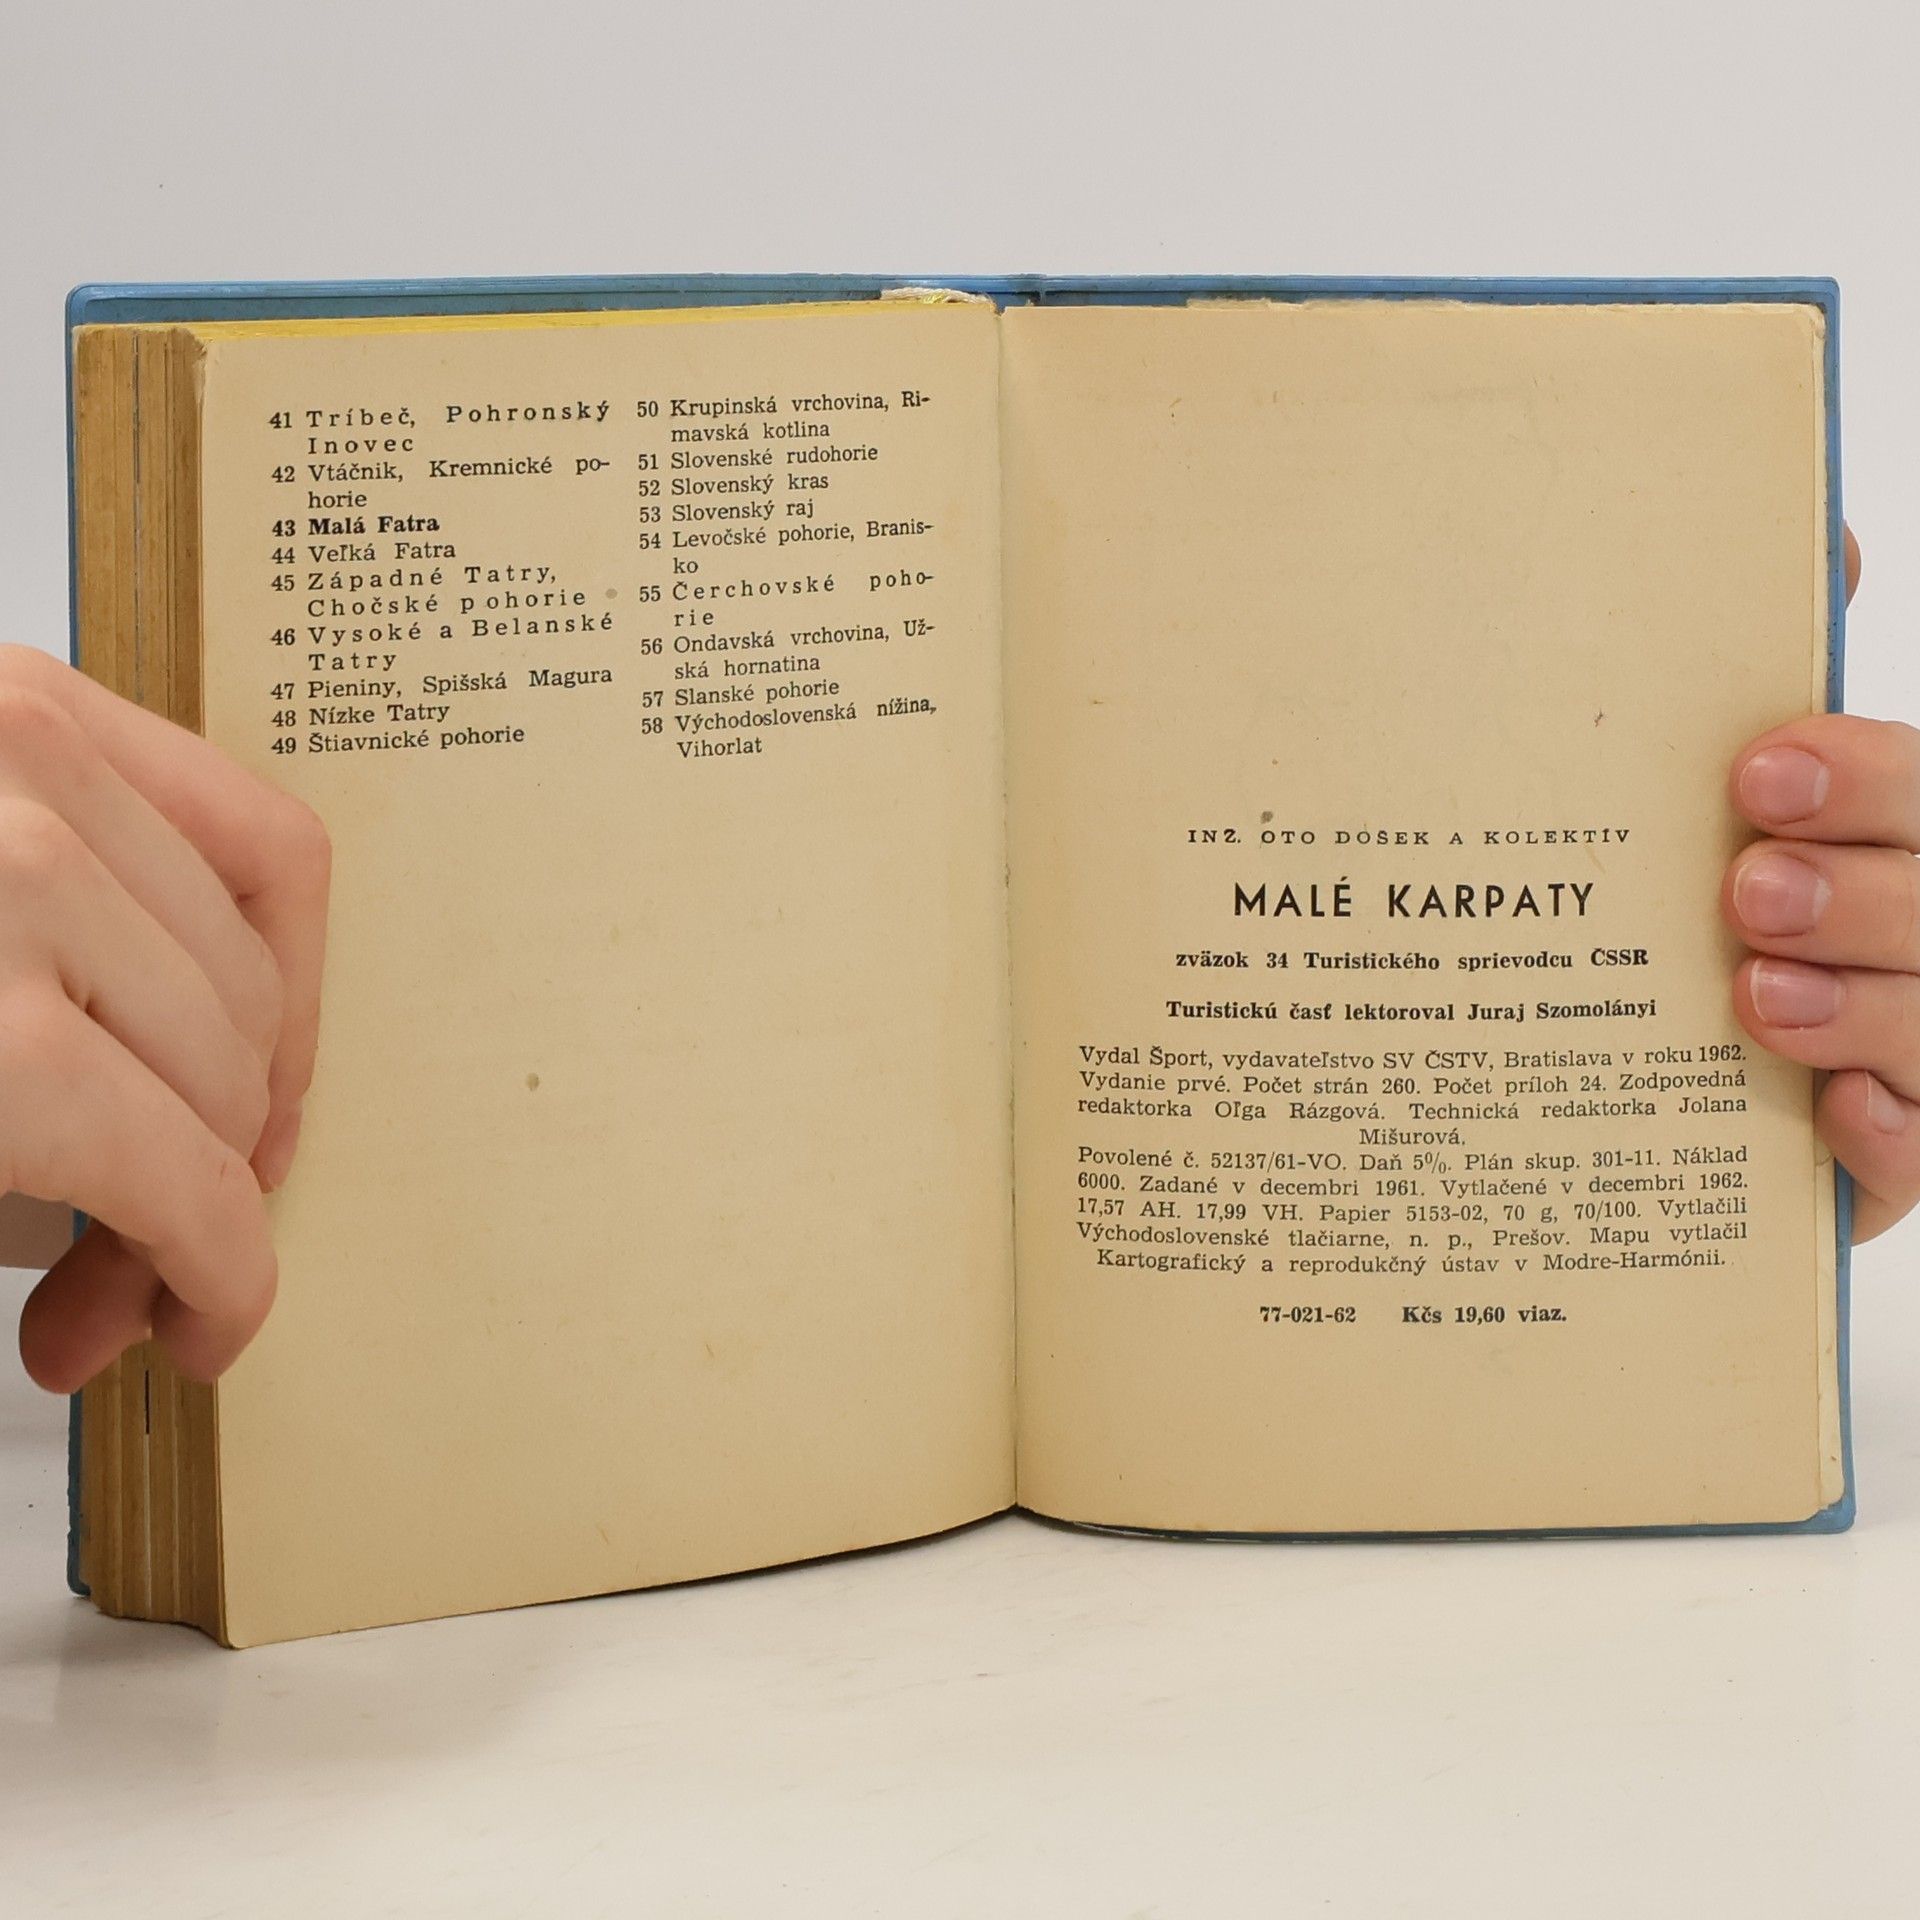 41 Tríbeč, Pohronský
Inovec
42 Vtáčnik, Kremnické po-
horie
43 Malá Fatra
44 Veľká Fatra
45 Západné Tatry,
Chočské pohorie
46 Vysoké a Belanské
Tatry
47 Pieniny, Spišská Magura
48 Nízke Tatry
49 Štiavnické pohorie
50 Krupinská vrchovina, Ri-
mavská kotlina
51 Slovenské rudohorie
52 Slovenský kras
53 Slovenský raj
54 Levočské pohorie, Branis-
ko
55 Čerchovské poho-
rie
56 Ondavská vrchovina, Už-
ská hornatina
57 Slanské pohorie
58 Východoslovenská nížina,
Vihorlat
INŽ. OTO DOŠEK A KOLEKTÍV
MALÉ KARPATY
zväzok 34 Turistického sprievodcu ČSSR
Turistickú časť lektoroval Juraj Szomolányi
Vydal Šport, vydavateľstvo SV ČSTV, Bratislava v roku 1962.
Vydanie prvé. Počet strán 260. Počet príloh 24. Zodpovedná
redaktorka Oľga Rázgová. Technická redaktorka Jolana
Mišurová.
Povolené č. 52137/61-VO. Daň 5%. Plán skup. 301-11. Náklad
6000. Zadané v decembri 1961. Vytlačené v decembri 1962.
17,57 AH. 17,99 VH. Papier 5153-02, 70 g, 70/100. Vytlačili
Východoslovenské tlačiarne, n. p., Prešov. Mapu vytlačil
Kartografický a reprodukčný ústav v Modre-Harmónii.
77-021-62 Kčs 19,60 viaz.